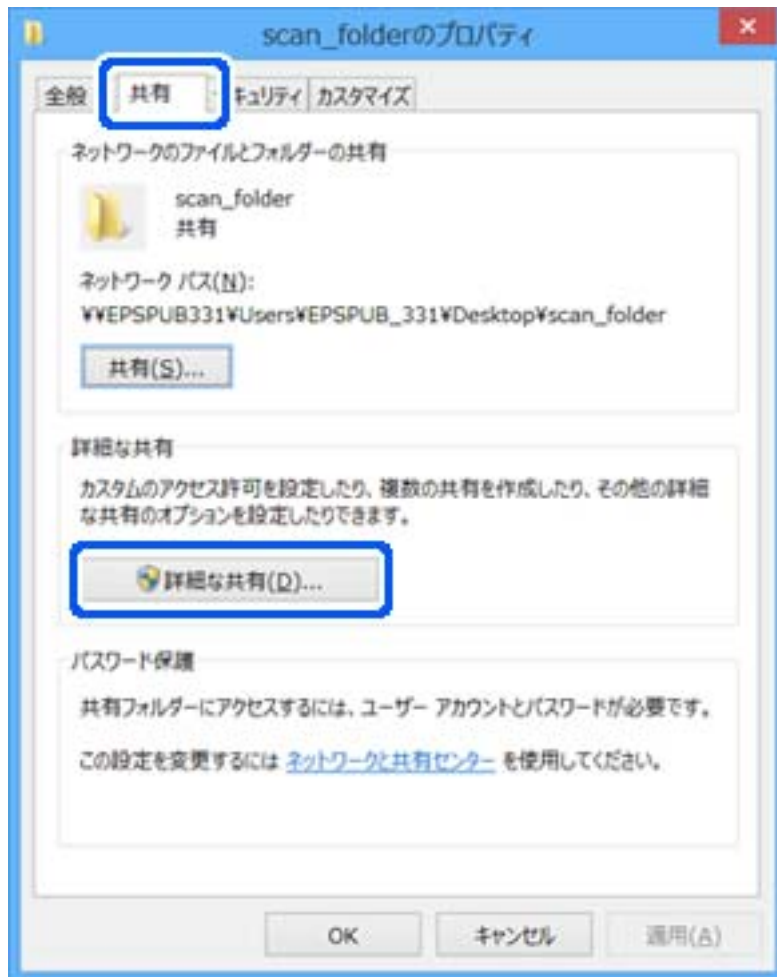 scan_folderのプロパティ
全般 共有 キュリティ カスタマイズ
ネットワークのファイルとフォルダーの共有
scan_folder
共有
ネットワーク パス(N):
¥¥EPSPUB331¥Users¥EPSPUB_331¥Desktop¥scan_folder
共有(S)...
詳細な共有
カスタムのアクセス許可を設定したり、複数の共有を作成したり、その他の詳細
な共有のオプションを設定したりできます。
詳細な共有(D)...
パスワード保護
共有フォルダーにアクセスするには、ユーザー アカウントとパスワードが必要です。
この設定を変更するには ネットワークと共有センター を使用してください。
OK キャンセル 適用(A)